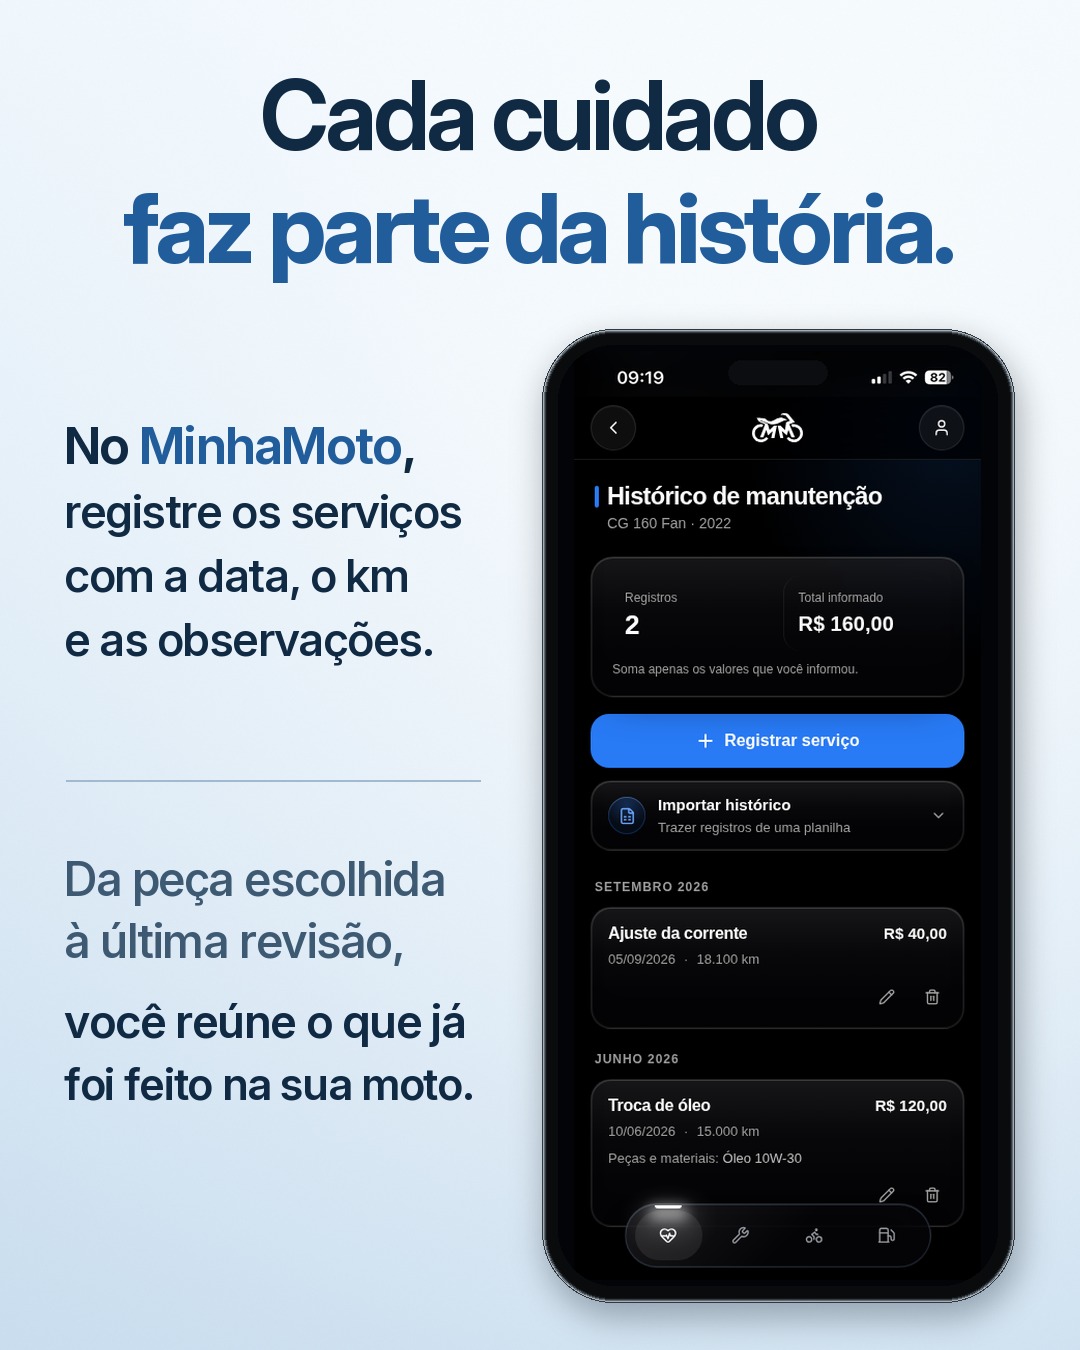 Cada cuidado
faz parte da história.
No MinhaMoto,
registre os serviços
com a data, o km
e as observações.
Da peça escolhida
à última revisão,
você reúne o que já
foi feito na sua moto.
09:19
82
MM
Histórico de manutenção
CG 160 Fan · 2022
Registros
2
Total informado
R$ 160,00
Soma apenas os valores que você informou.
+ Registrar serviço
Importar histórico
Trazer registros de uma planilha
SETEMBRO 2026
Ajuste da corrente R$ 40,00
05/09/2026 · 18.100 km
JUNHO 2026
Troca de óleo R$ 120,00
10/06/2026 · 15.000 km
Peças e materiais: Óleo 10W-30